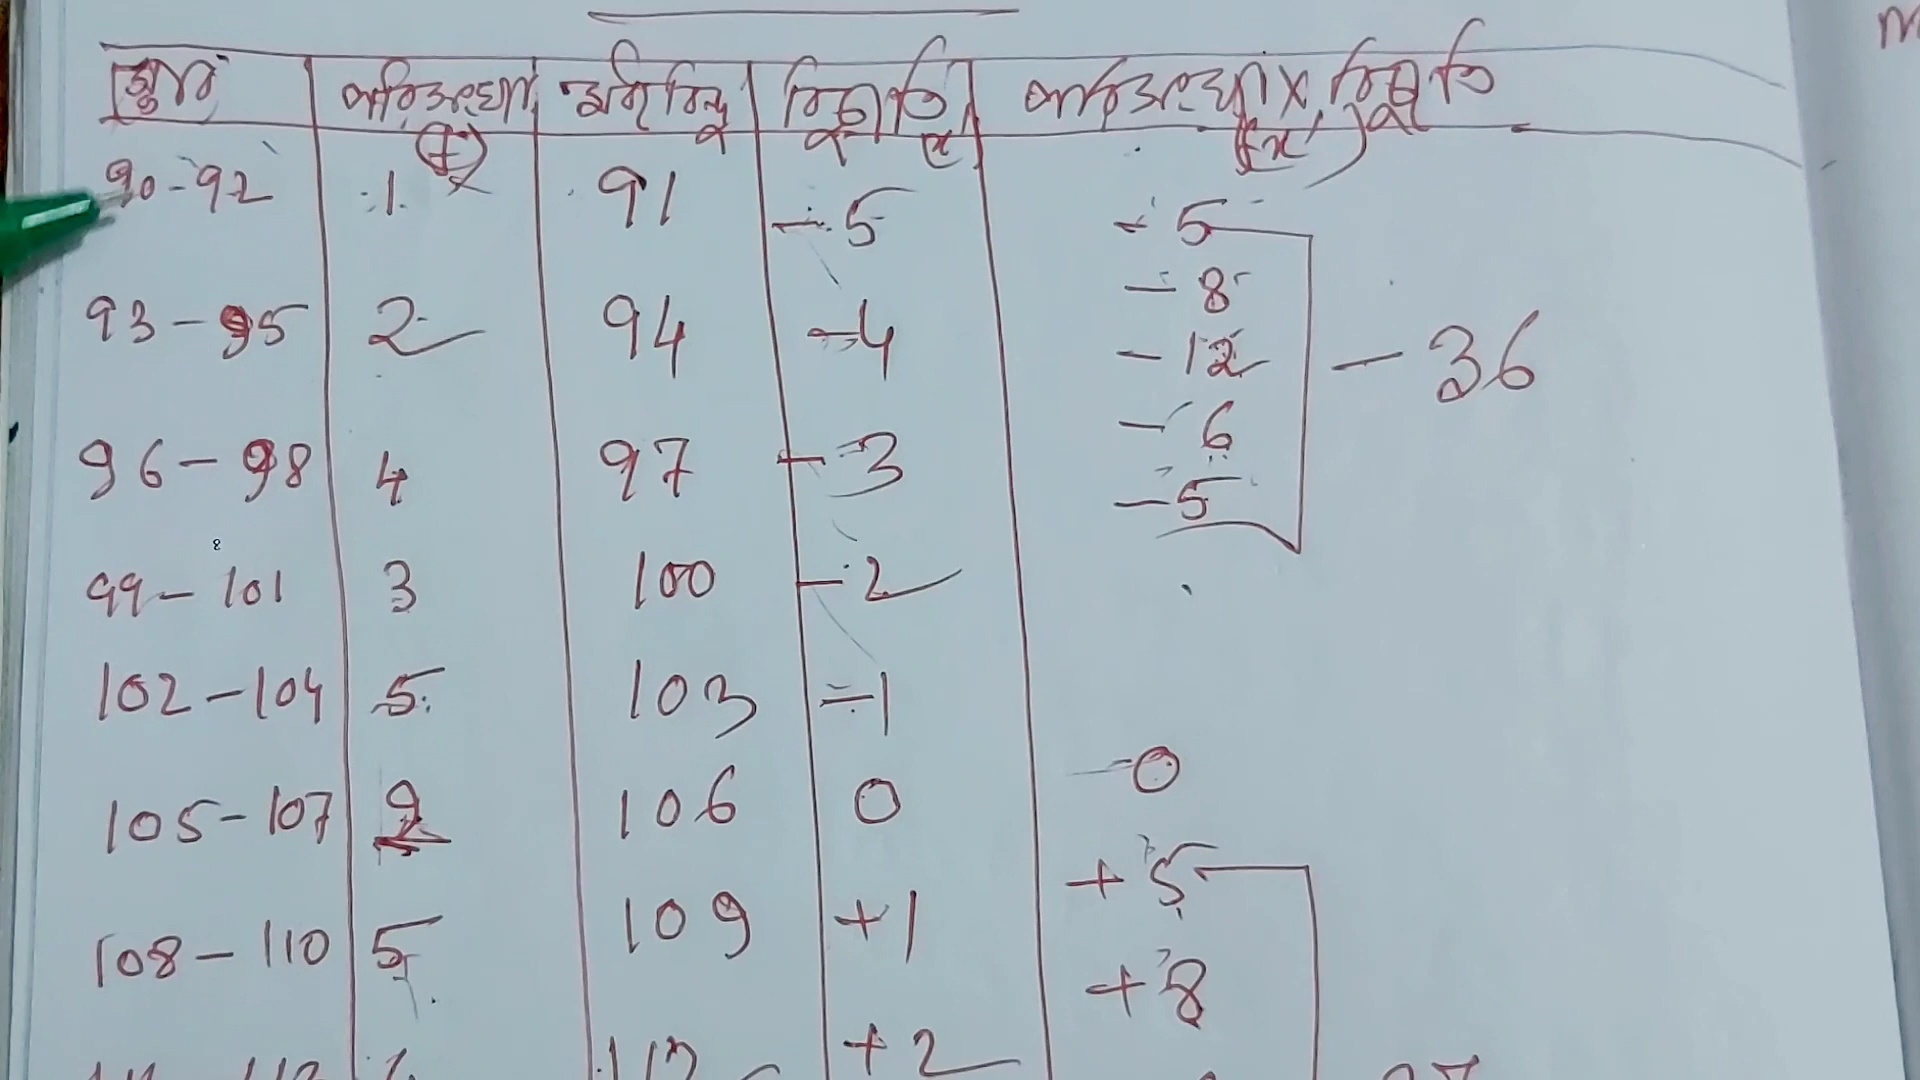 স্কোর পরিসংখ্যা (f) মধ্যবিন্দু বিচ্যুতি (x') পরিসংখ্যা X বিচ্যুতি (fx')
90-92 1 91 -5 -5
93-95 2 94 -4 -8
96-98 4 97 -3 -12 -36
99-101 3 100 -2 -6
102-104 5 103 -1 -5
105-107 9 106 0 0
108-110 5 109 +1 +5
+2 +8